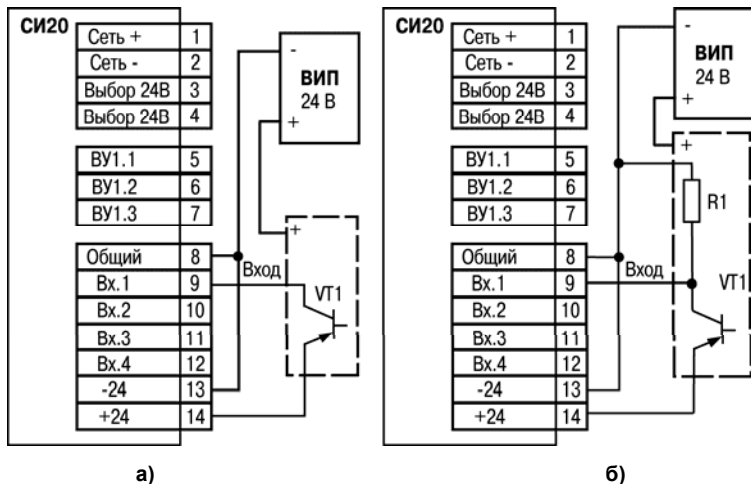 СИ20
Сеть + 1
Сеть - 2
Выбор 24В 3
Выбор 24В 4
ВУ1.1 5
ВУ1.2 6
ВУ1.3 7
Общий 8
Вх.1 9
Вх.2 10
Вх.3 11
Вх.4 12
-24 13
+24 14
-
ВИП
24 В
+
+
Вход
VT1
а)
СИ20
Сеть + 1
Сеть - 2
Выбор 24В 3
Выбор 24В 4
ВУ1.1 5
ВУ1.2 6
ВУ1.3 7
Общий 8
Вх.1 9
Вх.2 10
Вх.3 11
Вх.4 12
-24 13
+24 14
-
ВИП
24 В
+
+
R1
Вход
VT1
б)